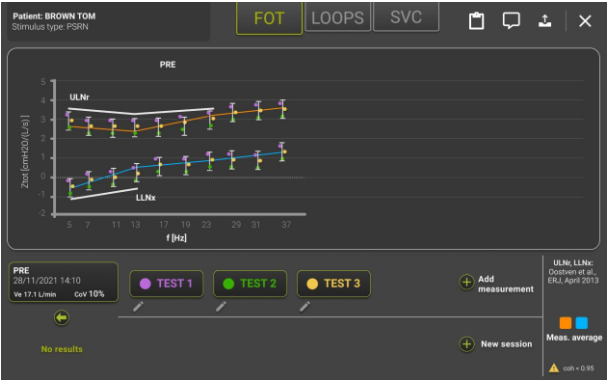 Patient: BROWN TOM
Stimulus type: PSRN
FOT
LOOPS
SVC
PRE
5
4
3
2
1
0
-1
-2
Ztot [cmH2O/(L/s)]
ULNr
LLNx
5 7 11 13 17 19 23 29 31 37
f [Hz]
PRE
28/11/2021 14:10
Ve 17.1 L/min CoV 10%
TEST 1
TEST 2
TEST 3
Add
measurement
ULNr, LLNx:
Oostven et al.,
ERJ, April 2013
No results
New session
Meas. average
coh < 0.95